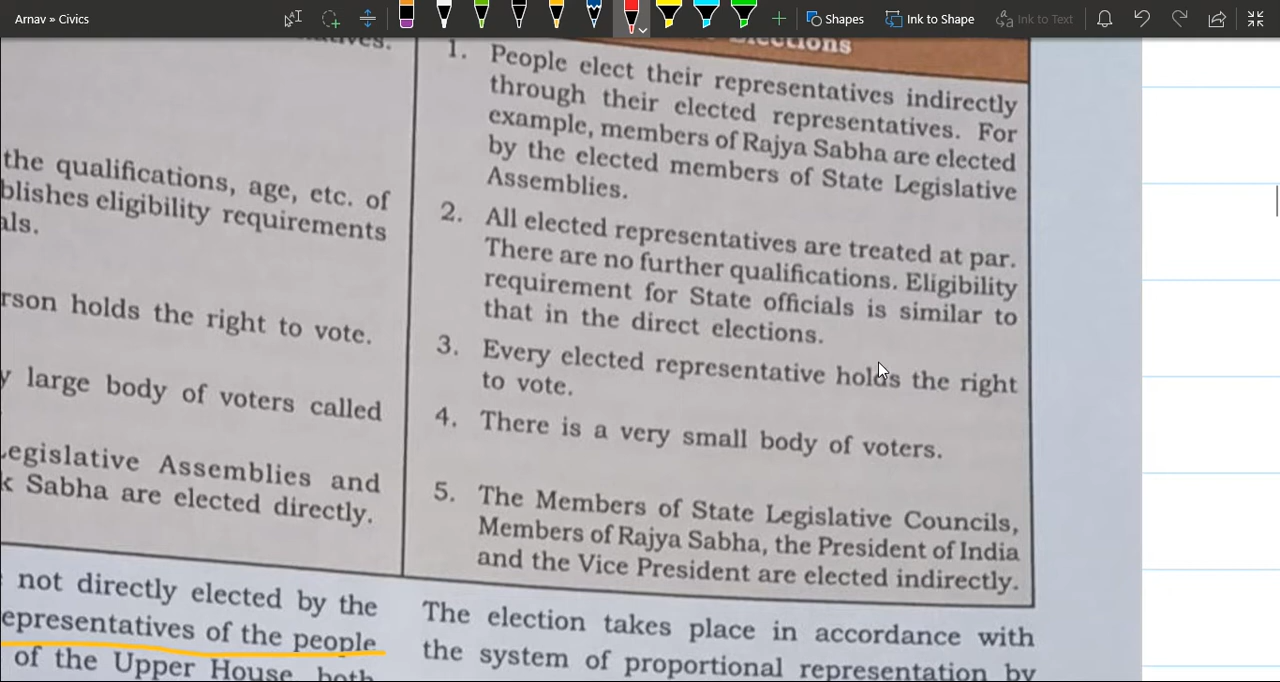 Arnav » Civics
Shapes
Ink to Shape
Ink to Text
Elections
1. People elect their representatives indirectly
through their elected representatives. For
example, members of Rajya Sabha are elected
by the elected members of State Legislative
Assemblies.
2. All elected representatives are treated at par.
There are no further qualifications. Eligibility
requirement for State officials is similar to
that in the direct elections.
3. Every elected representative holds the right
to vote.
4. There is a very small body of voters.
5. The Members of State Legislative Councils,
Members of Rajya Sabha, the President of India
and the Vice President are elected indirectly.
the qualifications, age, etc. of
blishes eligibility requirements
als.
rson holds the right to vote.
y large body of voters called
egislative Assemblies and
k Sabha are elected directly.
not directly elected by the
epresentatives of the people
of the Upper House, both
The election takes place in accordance with
the system of proportional representation by